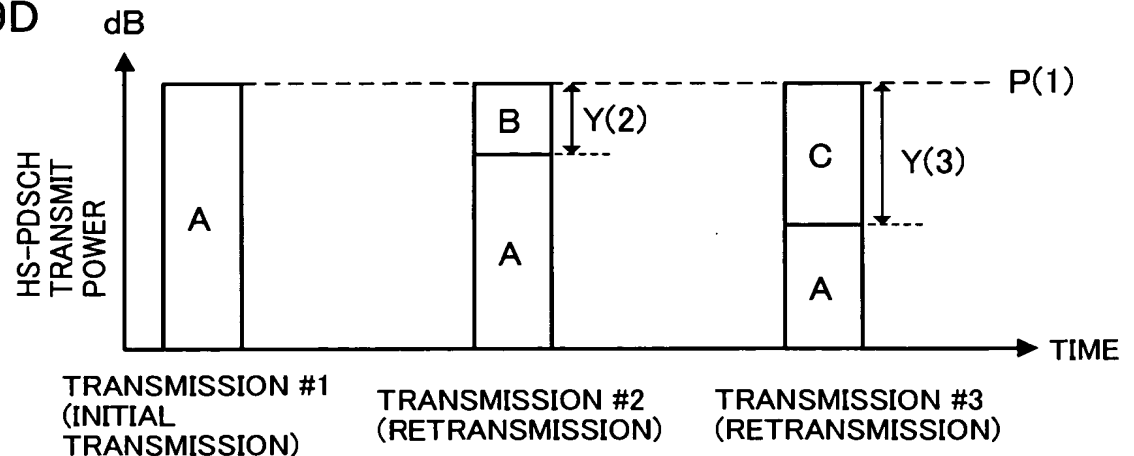 9D
dB
HS-PDSCH
TRANSMIT
POWER
A
B
A
Y(2)
C
A
Y(3)
P(1)
TIME
TRANSMISSION #1
(INITIAL
TRANSMISSION)
TRANSMISSION #2
(RETRANSMISSION)
TRANSMISSION #3
(RETRANSMISSION)